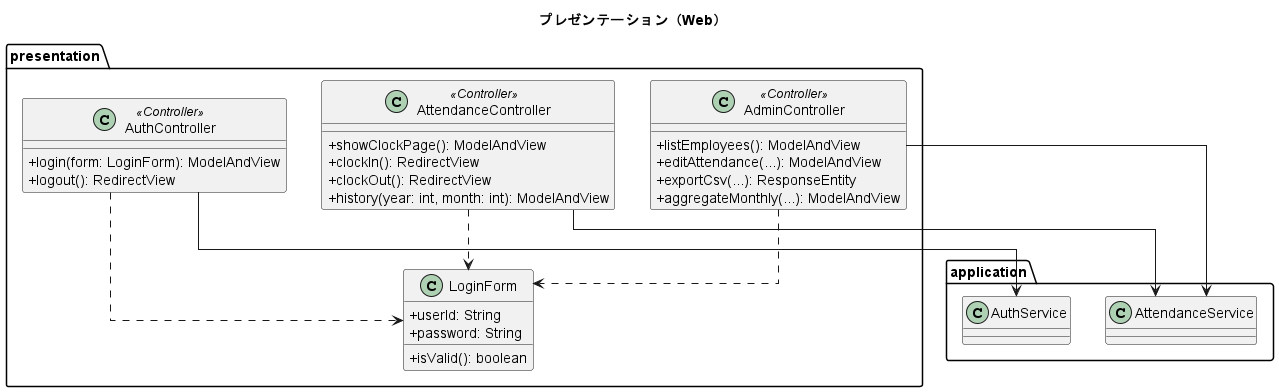 プレゼンテーション（Web）
presentation
«Controller»
AuthController
+login(form: LoginForm): ModelAndView
+logout(): RedirectView
«Controller»
AttendanceController
+showClockPage(): ModelAndView
+clockIn(): RedirectView
+clockOut(): RedirectView
+history(year: int, month: int): ModelAndView
«Controller»
AdminController
+listEmployees(): ModelAndView
+editAttendance(...): ModelAndView
+exportCsv(...): ResponseEntity
+aggregateMonthly(...): ModelAndView
C LoginForm
+userId: String
+password: String
+isValid(): boolean
application
C AuthService
C AttendanceService